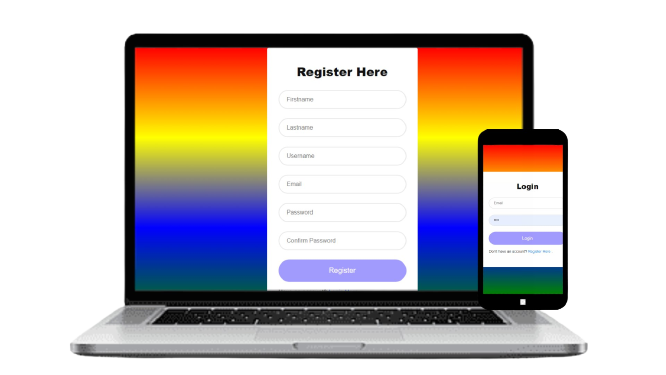 Register Here
Firstname
Lastname
Username
Email
Password
Confirm Password
Register
Login
Email
Login
Don't have an account? Register Here